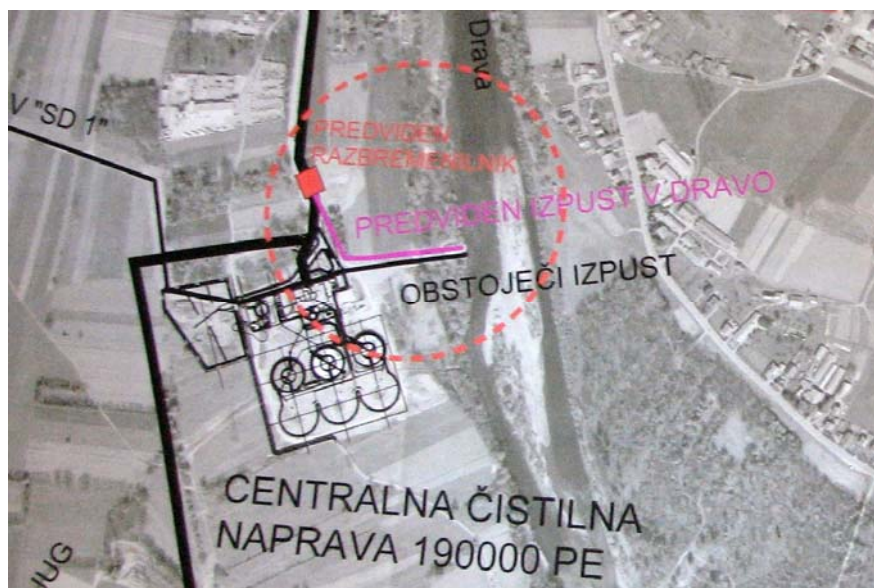 Drava
V "SD 1"
PREDVIDEN
RAZBREMENILNIK
PREDVIDEN IZPUST V DRAVO
OBSTOJEČI IZPUST
CENTRALNA ČISTILNA
NAPRAVA 190000 PE
JUG